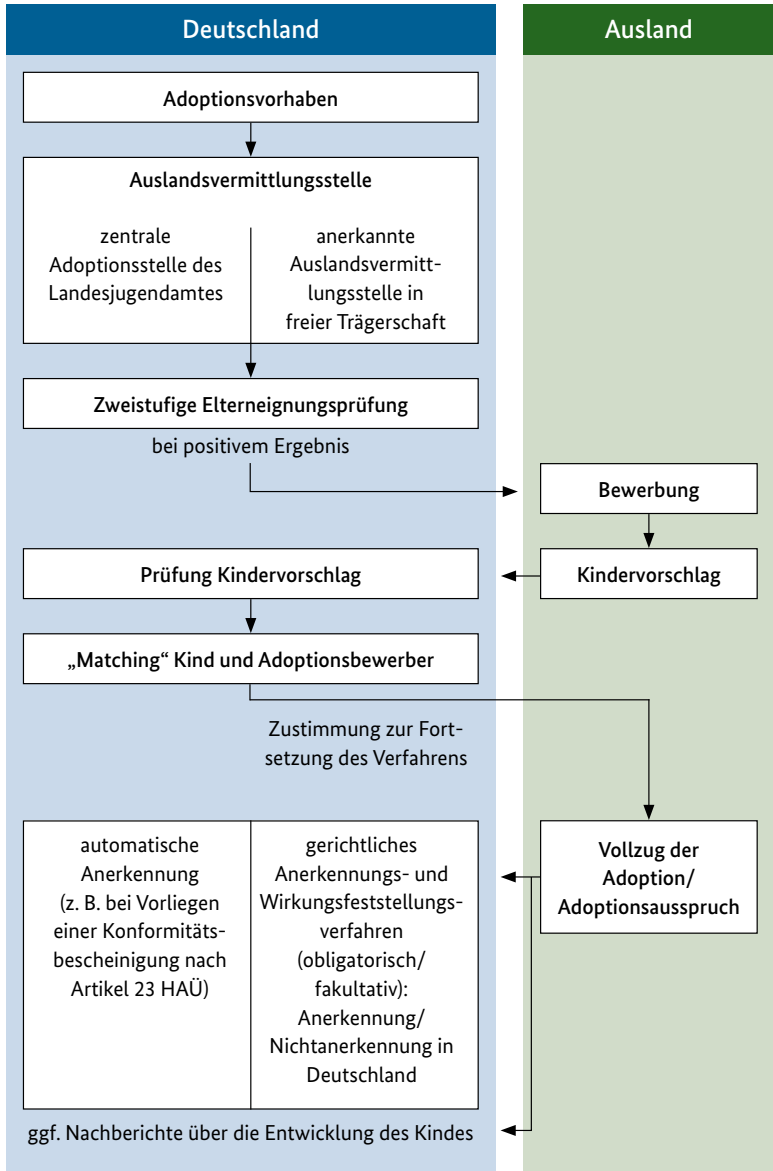 Deutschland
Ausland
Adoptionsvorhaben
Auslandsvermittlungsstelle
zentrale
Adoptionsstelle des
Landesjugendamtes
anerkannte
Auslandsvermitt-
lungsstelle in
freier Trägerschaft
Zweistufige Elterneignungsprüfung
bei positivem Ergebnis
Bewerbung
Kindervorschlag
Prüfung Kindervorschlag
„Matching“ Kind und Adoptionsbewerber
Zustimmung zur Fort-
setzung des Verfahrens
Vollzug der
Adoption/
Adoptionsausspruch
automatische
Anerkennung
(z. B. bei Vorliegen
einer Konformitäts-
bescheinigung nach
Artikel 23 HAÜ)
gerichtliches
Anerkennungs- und
Wirkungsfeststellungs-
verfahren
(obligatorisch/
fakultativ):
Anerkennung/
Nichtanerkennung in
Deutschland
ggf. Nachberichte über die Entwicklung des Kindes